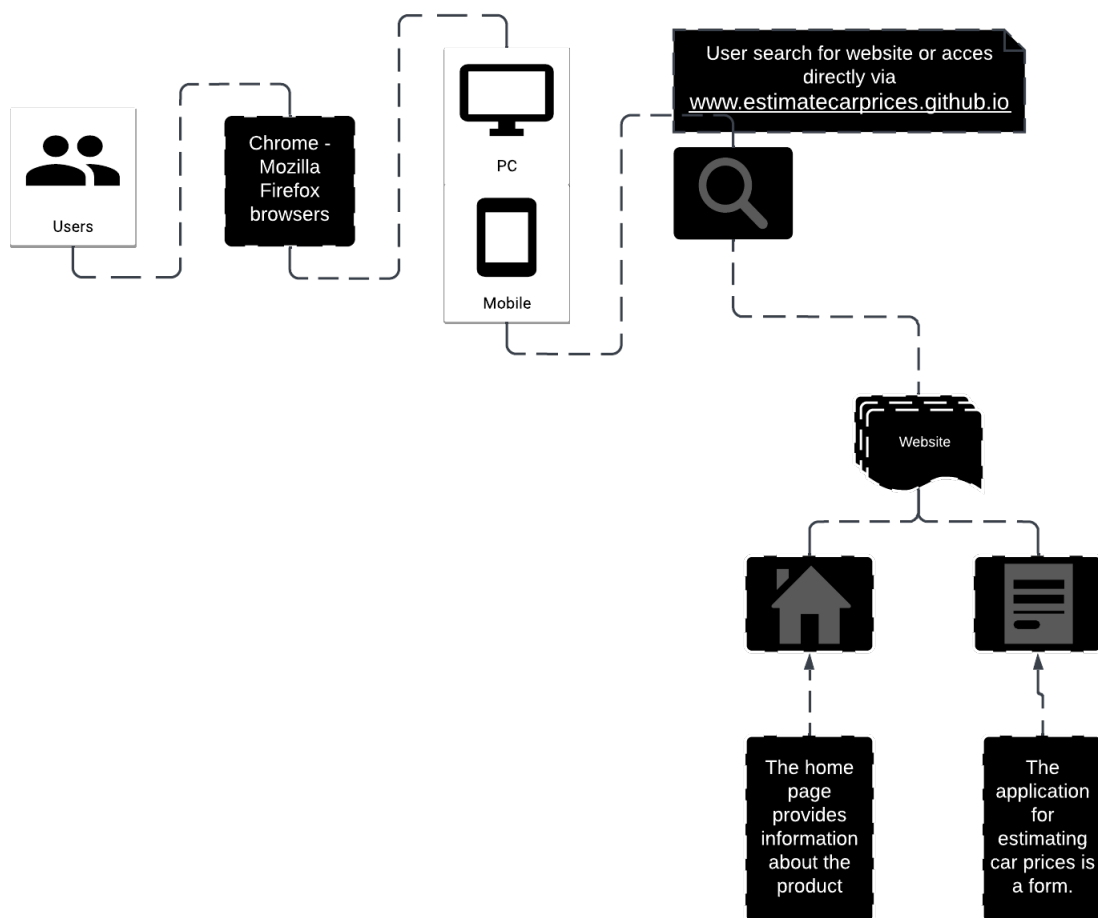 User search for website or acces
directly via
www.estimatecarprices.github.io
Users
Chrome -
Mozilla
Firefox
browsers
PC
Mobile
Website
The home
page
provides
information
about the
product
The
application
for
estimating
car prices is
a form.